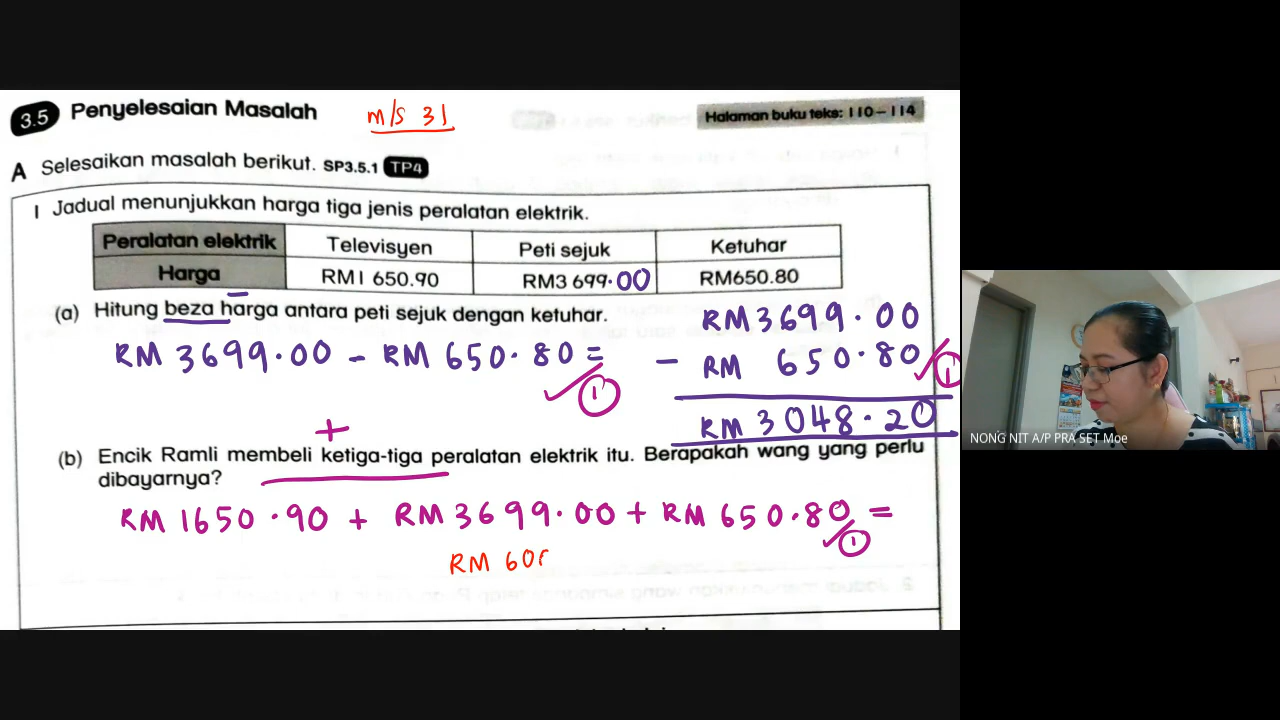 3.5 Penyelesaian Masalah
m/s 31
Halaman buku teks: 110 – 114
A Selesaikan masalah berikut. SP3.5.1 TP4
1 Jadual menunjukkan harga tiga jenis peralatan elektrik.
Peralatan elektrik Televisyen Peti sejuk Ketuhar
Harga RM1 650.90 RM3 699.00 RM650.80
(a) Hitung beza harga antara peti sejuk dengan ketuhar.
RM 3699.00 - RM 650.80 =
1
RM3699.00
- RM 650.80
1
RM 3048.20
+
(b) Encik Ramli membeli ketiga-tiga peralatan elektrik itu. Berapakah wang yang perlu
dibayarnya?
RM 1650.90 + RM 3699.00 + RM 650.80 =
1
RM 60
NONG NIT A/P PRA SET Moe